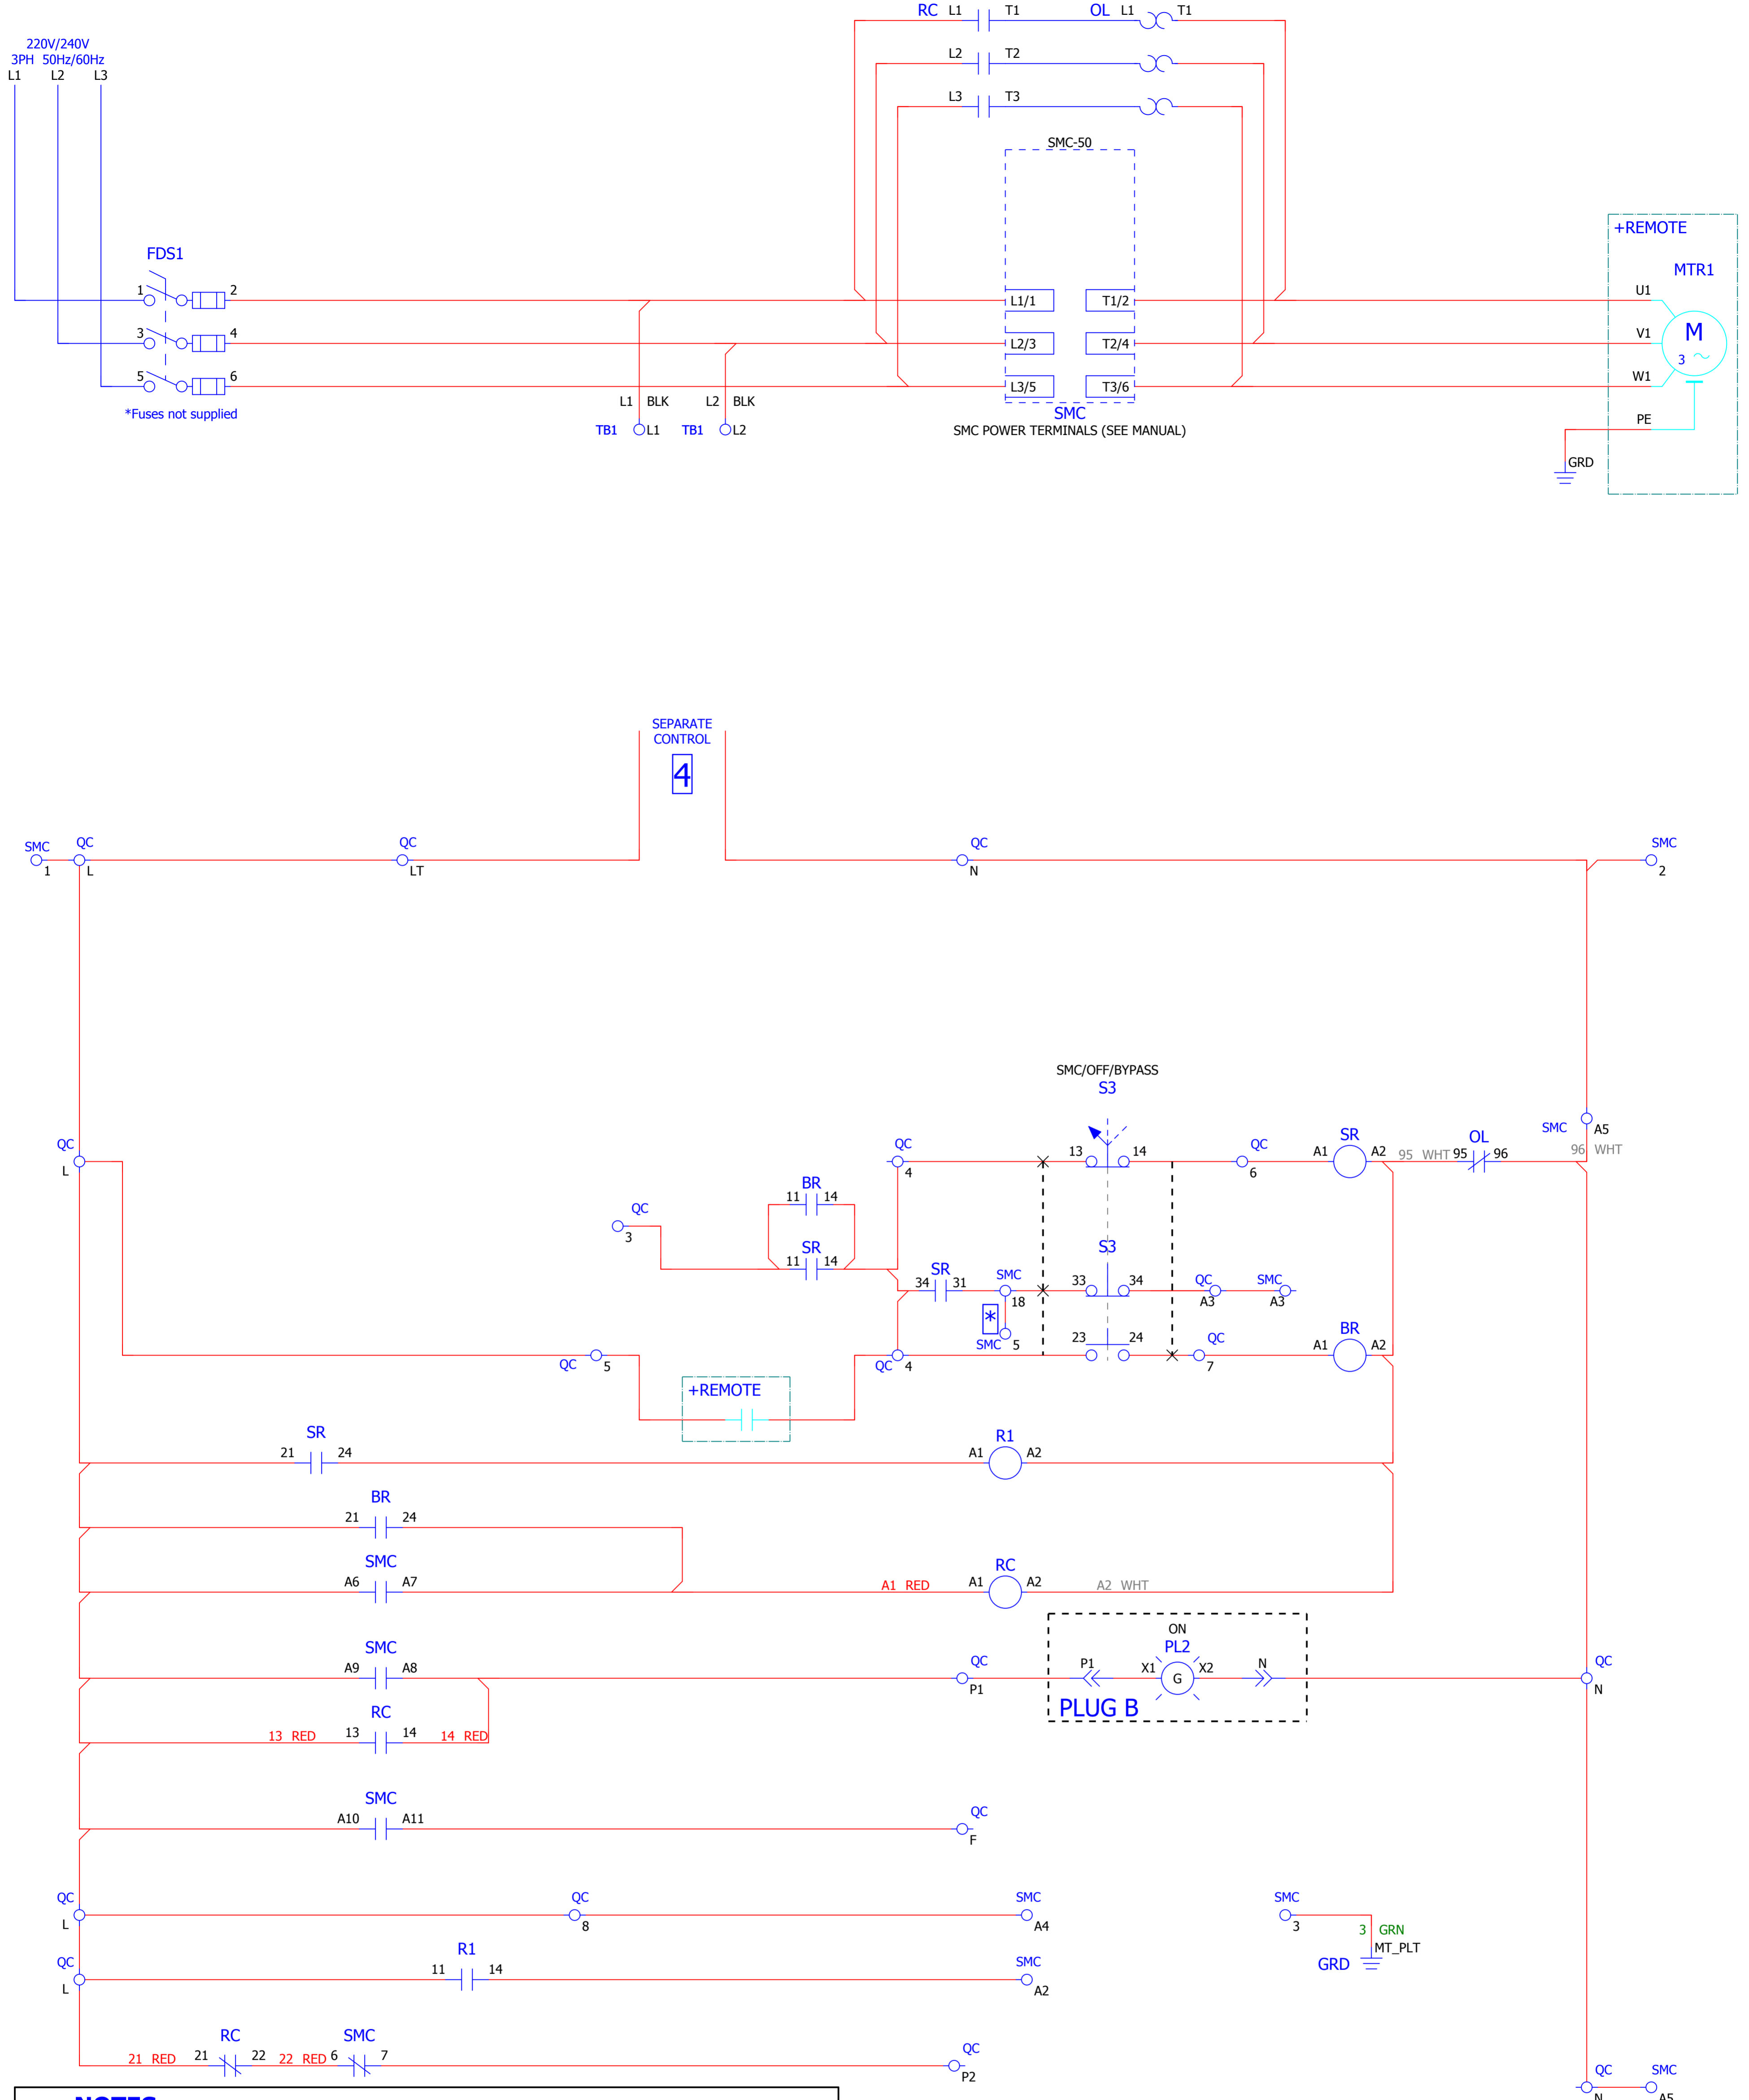 RC L1 T1 OL L1 T1
220V/240V
3PH 50Hz/60Hz
L1 L2 L3
L2 T2
L3 T3
SMC-50
+REMOTE
FDS1
MTR1
1 2 L1/1 T1/2 U1
3 4 L2/3 T2/4 V1 M
3
5 6 L3/5 T3/6 W1
*Fuses not supplied
L1 BLK L2 BLK
SMC
PE
TB1 L1 TB1 L2
SMC POWER TERMINALS (SEE MANUAL)
GRD
SEPARATE
CONTROL
4
SMC QC QC QC SMC
1 L LT N 2
SMC/OFF/BYPASS
S3
SMC A5
QC QC 13 14 QC SR OL
L 4 6 A1 A2 95 WHT 95 96 96 WHT
BR
11 14
QC
3
SR S3
11 14
SR SMC 33 34 QC SMC
34 31 18 A3 A3
*
SMC 5 23 24 QC BR
A1 A2
QC 5 QC 4 7
+REMOTE
SR R1
21 24 A1 A2
BR
21 24
SMC RC
A6 A7 A1 RED A1 A2 A2 WHT
ON
SMC PL2
A9 A8 QC P1 X1 G X2 N QC
P1 N
PLUG B
RC
13 RED 13 14 14 RED
SMC
A10 A11 QC
F
QC QC SMC SMC
L 8 A4 3
3 GRN
MT_PLT
GRD
QC R1 SMC
L 11 14 A2
RC SMC
21 RED 21 22 22 RED 6 7 QC
P2
QC SMC
N A5
NOTES